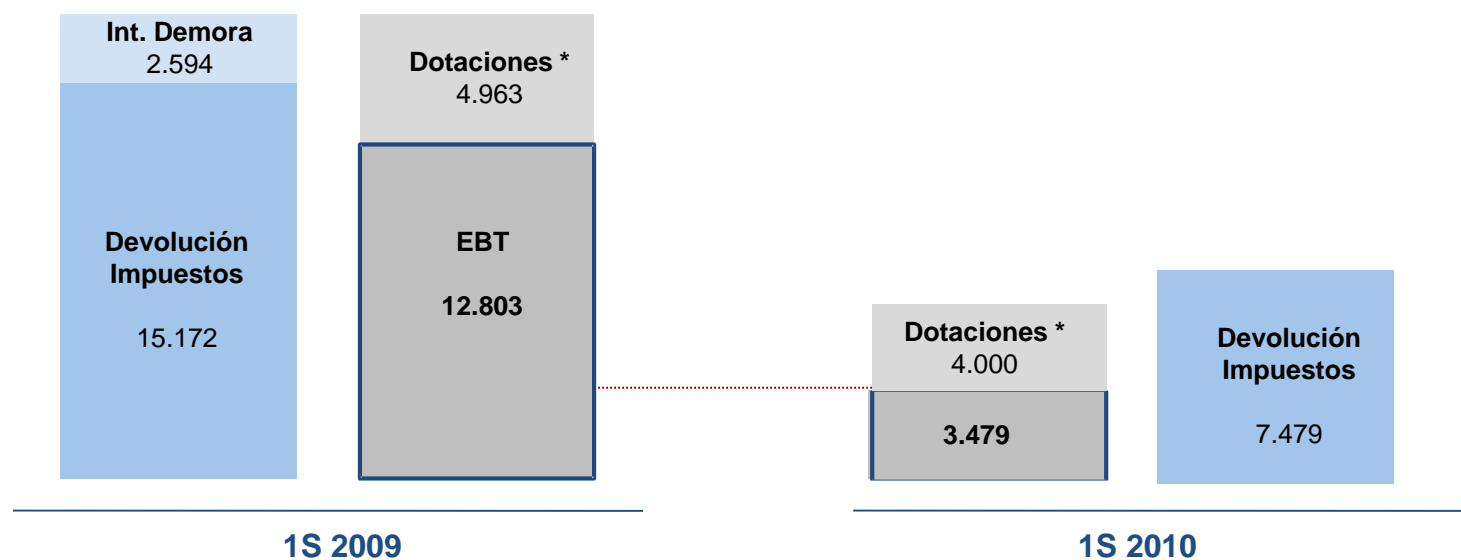 Int. Demora
2.594
Devolución
Impuestos
15.172
Dotaciones *
4.963
EBT
12.803
Dotaciones *
4.000
3.479
Devolución
Impuestos
7.479
1S 2009
1S 2010